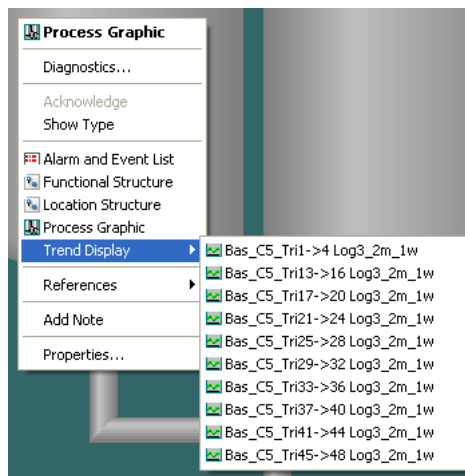 Process Graphic
Diagnostics...
Acknowledge
Show Type
Alarm and Event List
Functional Structure
Location Structure
Process Graphic
Trend Display
References
Add Note
Properties...
Bas_C5_Tri1->4 Log3_2m_1w
Bas_C5_Tri13->16 Log3_2m_1w
Bas_C5_Tri17->20 Log3_2m_1w
Bas_C5_Tri21->24 Log3_2m_1w
Bas_C5_Tri25->28 Log3_2m_1w
Bas_C5_Tri29->32 Log3_2m_1w
Bas_C5_Tri33->36 Log3_2m_1w
Bas_C5_Tri37->40 Log3_2m_1w
Bas_C5_Tri41->44 Log3_2m_1w
Bas_C5_Tri45->48 Log3_2m_1w